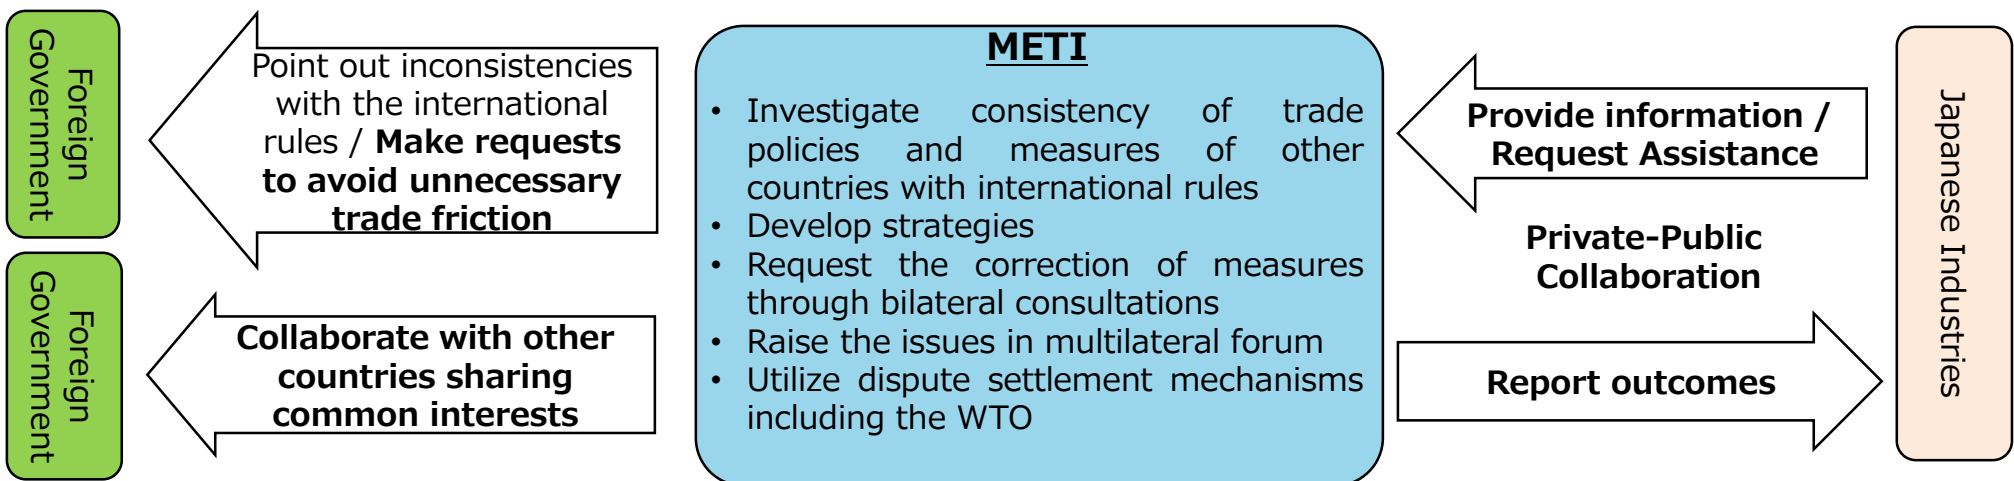 Foreign
Government
Point out inconsistencies
with the international
rules / Make requests
to avoid unnecessary
trade friction
Foreign
Government
Collaborate with other
countries sharing
common interests
METI
• Investigate consistency of trade
policies and measures of other
countries with international rules
• Develop strategies
• Request the correction of measures
through bilateral consultations
• Raise the issues in multilateral forum
• Utilize dispute settlement mechanisms
including the WTO
Provide information /
Request Assistance
Private-Public
Collaboration
Report outcomes
Japanese Industries